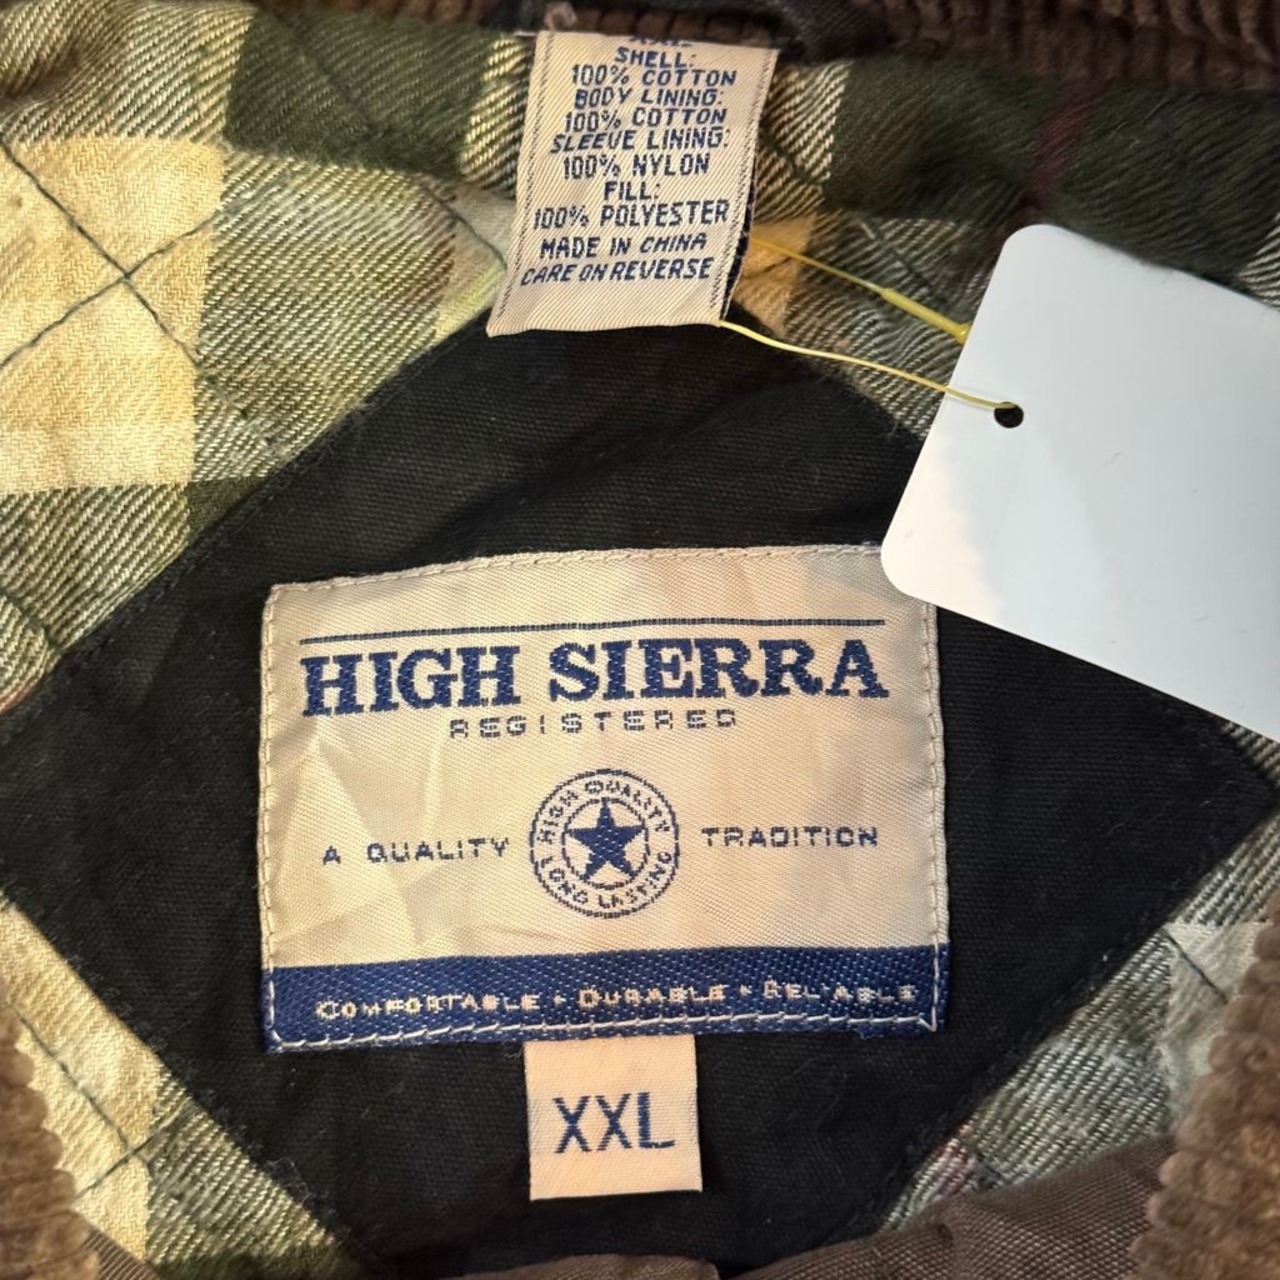 XXL
SHELL:
100% COTTON
BODY LINING:
100% COTTON
SLEEVE LINING:
100% NYLON
FILL:
100% POLYESTER
MADE IN CHINA
CARE ON REVERSE
HIGH SIERRA
REGISTERED
A QUALITY
HIGH QUALITY
LONG LASTING
TRADITION
COMFORTABLE • DURABLE • RELIABLE
XXL